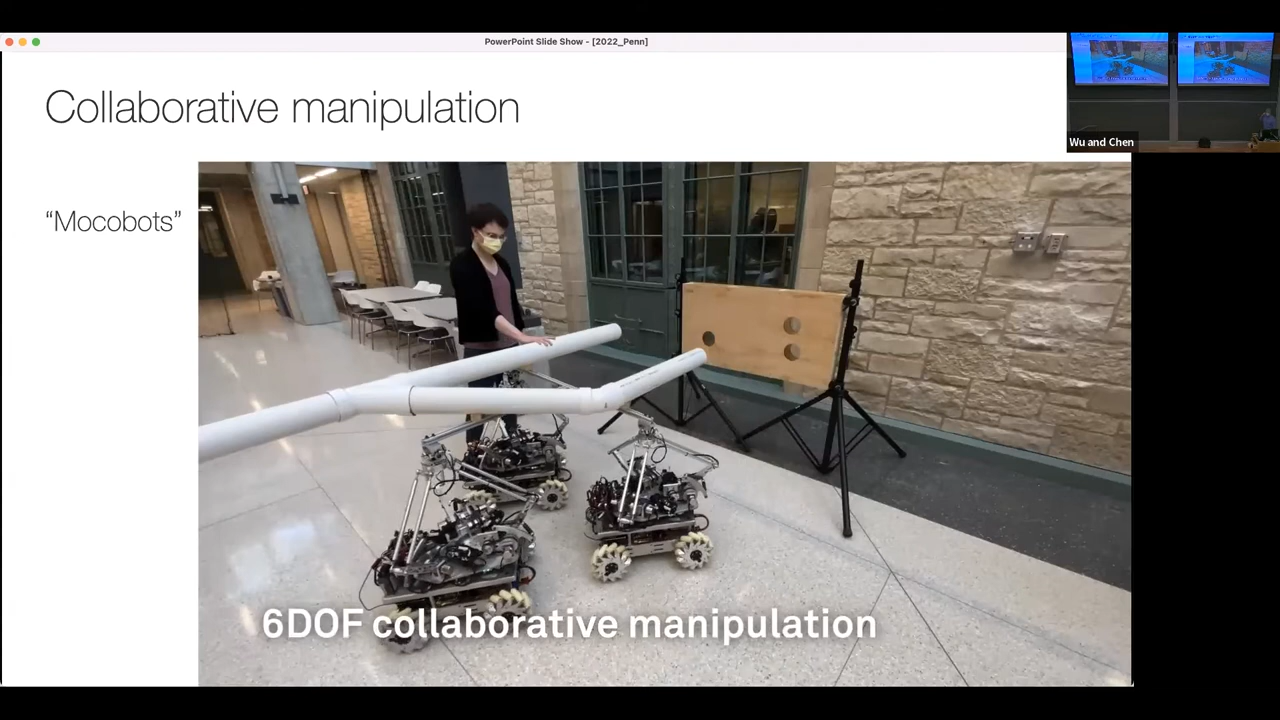 PowerPoint Slide Show - [2022_Penn]
Collaborative manipulation
Wu and Chen
“Mocobots”
6DOF collaborative manipulation